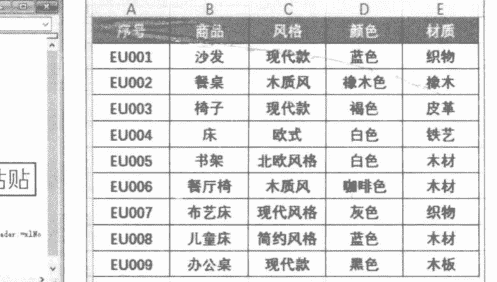 A B C D E
序号 商品 风格 颜色 材质
EU001 沙发 现代款 蓝色 织物
EU002 餐桌 木质风 橡木色 橡木
EU003 椅子 现代款 褐色 皮革
EU004 床 欧式 白色 铁艺
EU005 书架 北欧风格 白色 木材
EU006 餐厅椅 木质风 咖啡色 木材
EU007 布艺床 现代风格 灰色 织物
EU008 儿童床 简约风格 蓝色 木材
EU009 办公桌 现代款 黑色 木板
粘贴